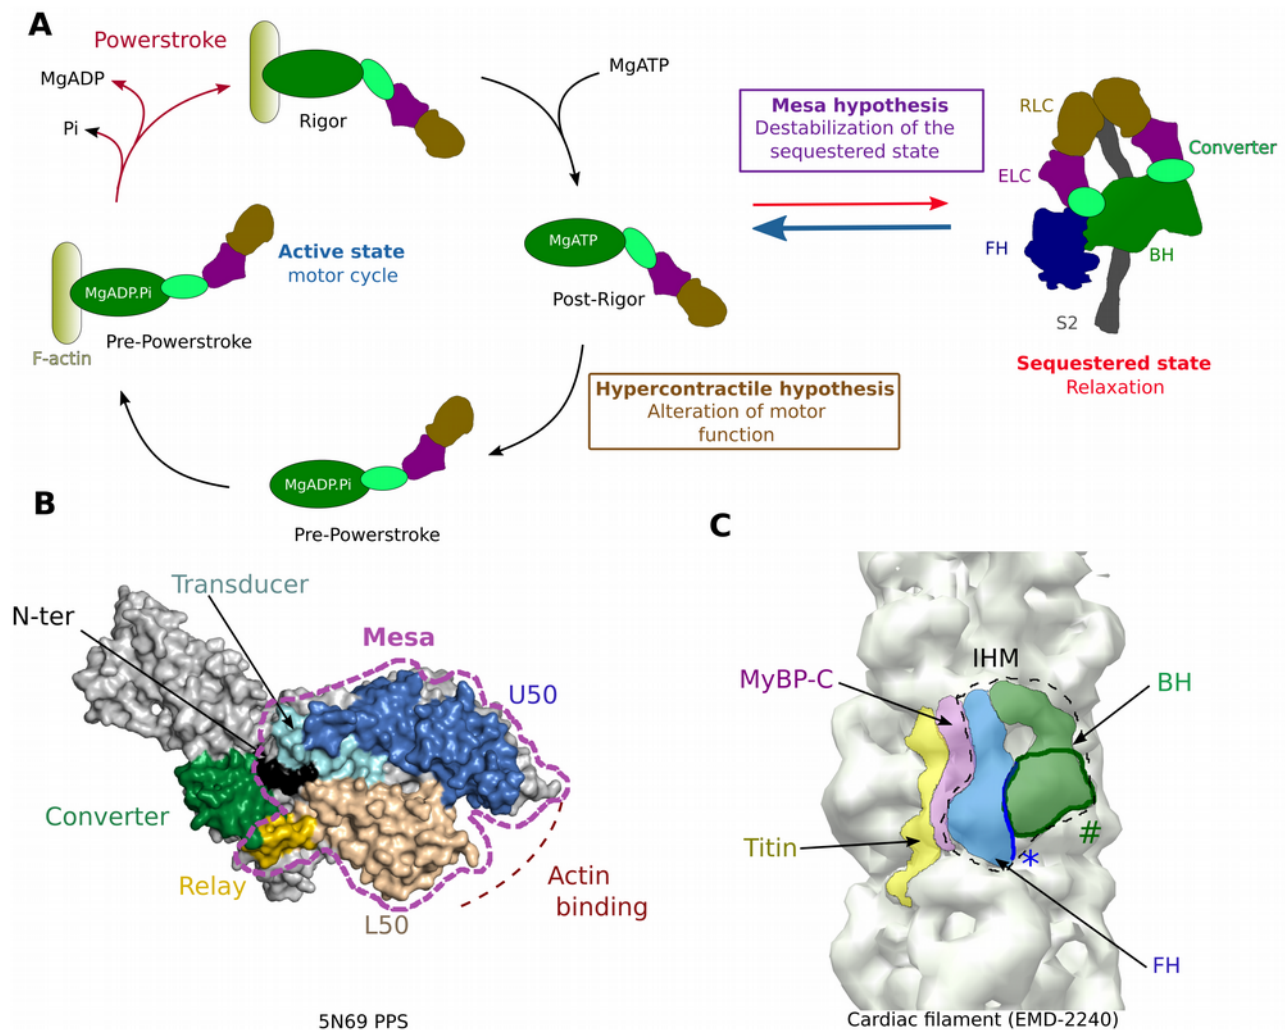 A
Powerstroke
MgADP
Pi
Rigor
MgATP
Mesa hypothesis
Destabilization of the
sequestered state
RLC
Converter
ELC
FH
BH
S2
Sequestered state
Relaxation
Active state
motor cycle
MgADP.Pi
Pre-Powerstroke
F-actin
MgATP
Post-Rigor
Hypercontractile hypothesis
Alteration of motor
function
MgADP.Pi
Pre-Powerstroke
B
Transducer
N-ter
Mesa
U50
Converter
Relay
L50
Actin
binding
5N69 PPS
C
IHM
MyBP-C
BH
Titin
#
*
FH
Cardiac filament (EMD-2240)